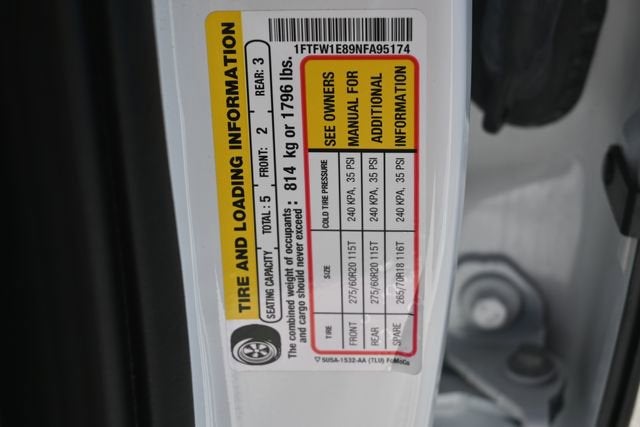 1FTFW1E89NFA95174
TIRE AND LOADING INFORMATION
SEATING CAPACITY TOTAL : 5 FRONT: 2 REAR: 3
The combined weight of occupants
and cargo should never exceed : 814 kg or 1796 lbs.
TIRE SIZE COLD TIRE PRESSURE SEE OWNERS
FRONT 275/60R20 115T 240 KPA, 35 PSI MANUAL FOR
REAR 275/60R20 115T 240 KPA, 35 PSI ADDITIONAL
SPARE 265/70R18 116T 240 KPA, 35 PSI INFORMATION
5U5A-1532-AA (TLU) FoMoCo